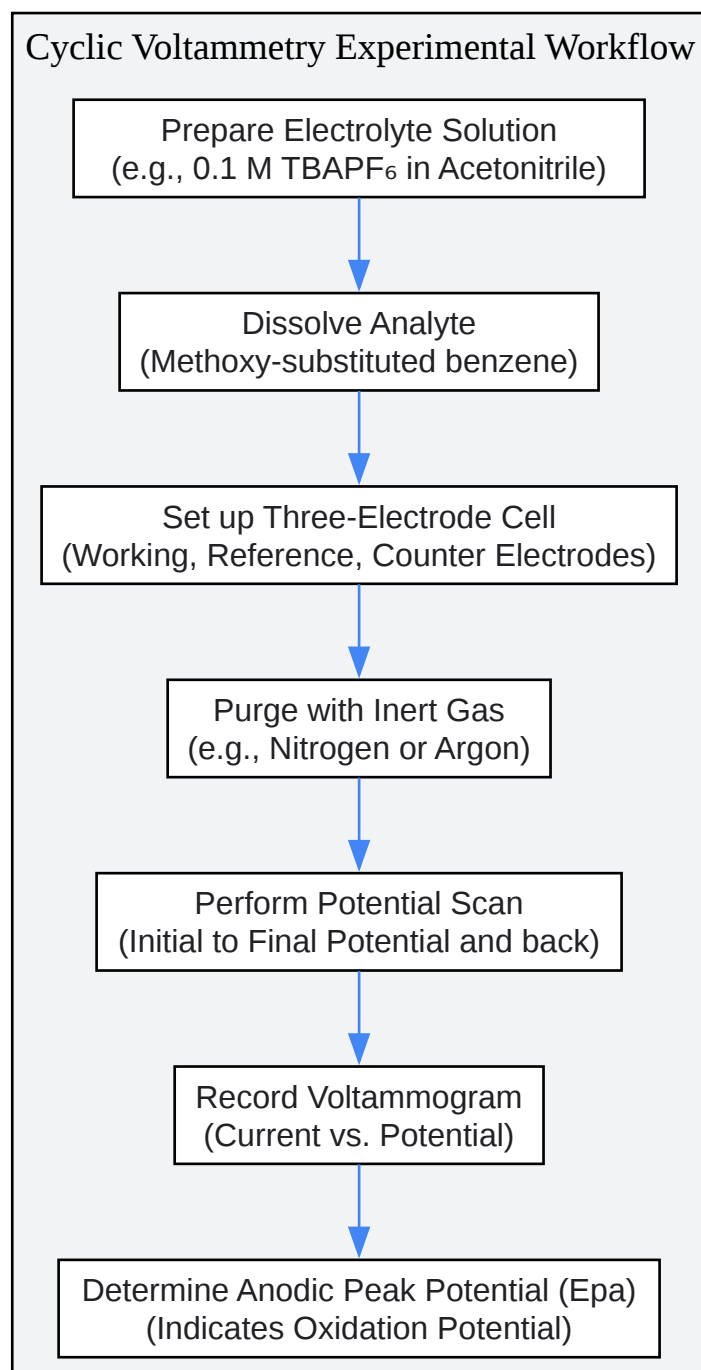 Cyclic Voltammetry Experimental Workflow
Prepare Electrolyte Solution
(e.g., 0.1 M TBAPF₆ in Acetonitrile)
Dissolve Analyte
(Methoxy-substituted benzene)
Set up Three-Electrode Cell
(Working, Reference, Counter Electrodes)
Purge with Inert Gas
(e.g., Nitrogen or Argon)
Perform Potential Scan
(Initial to Final Potential and back)
Record Voltammogram
(Current vs. Potential)
Determine Anodic Peak Potential (Epa)
(Indicates Oxidation Potential)